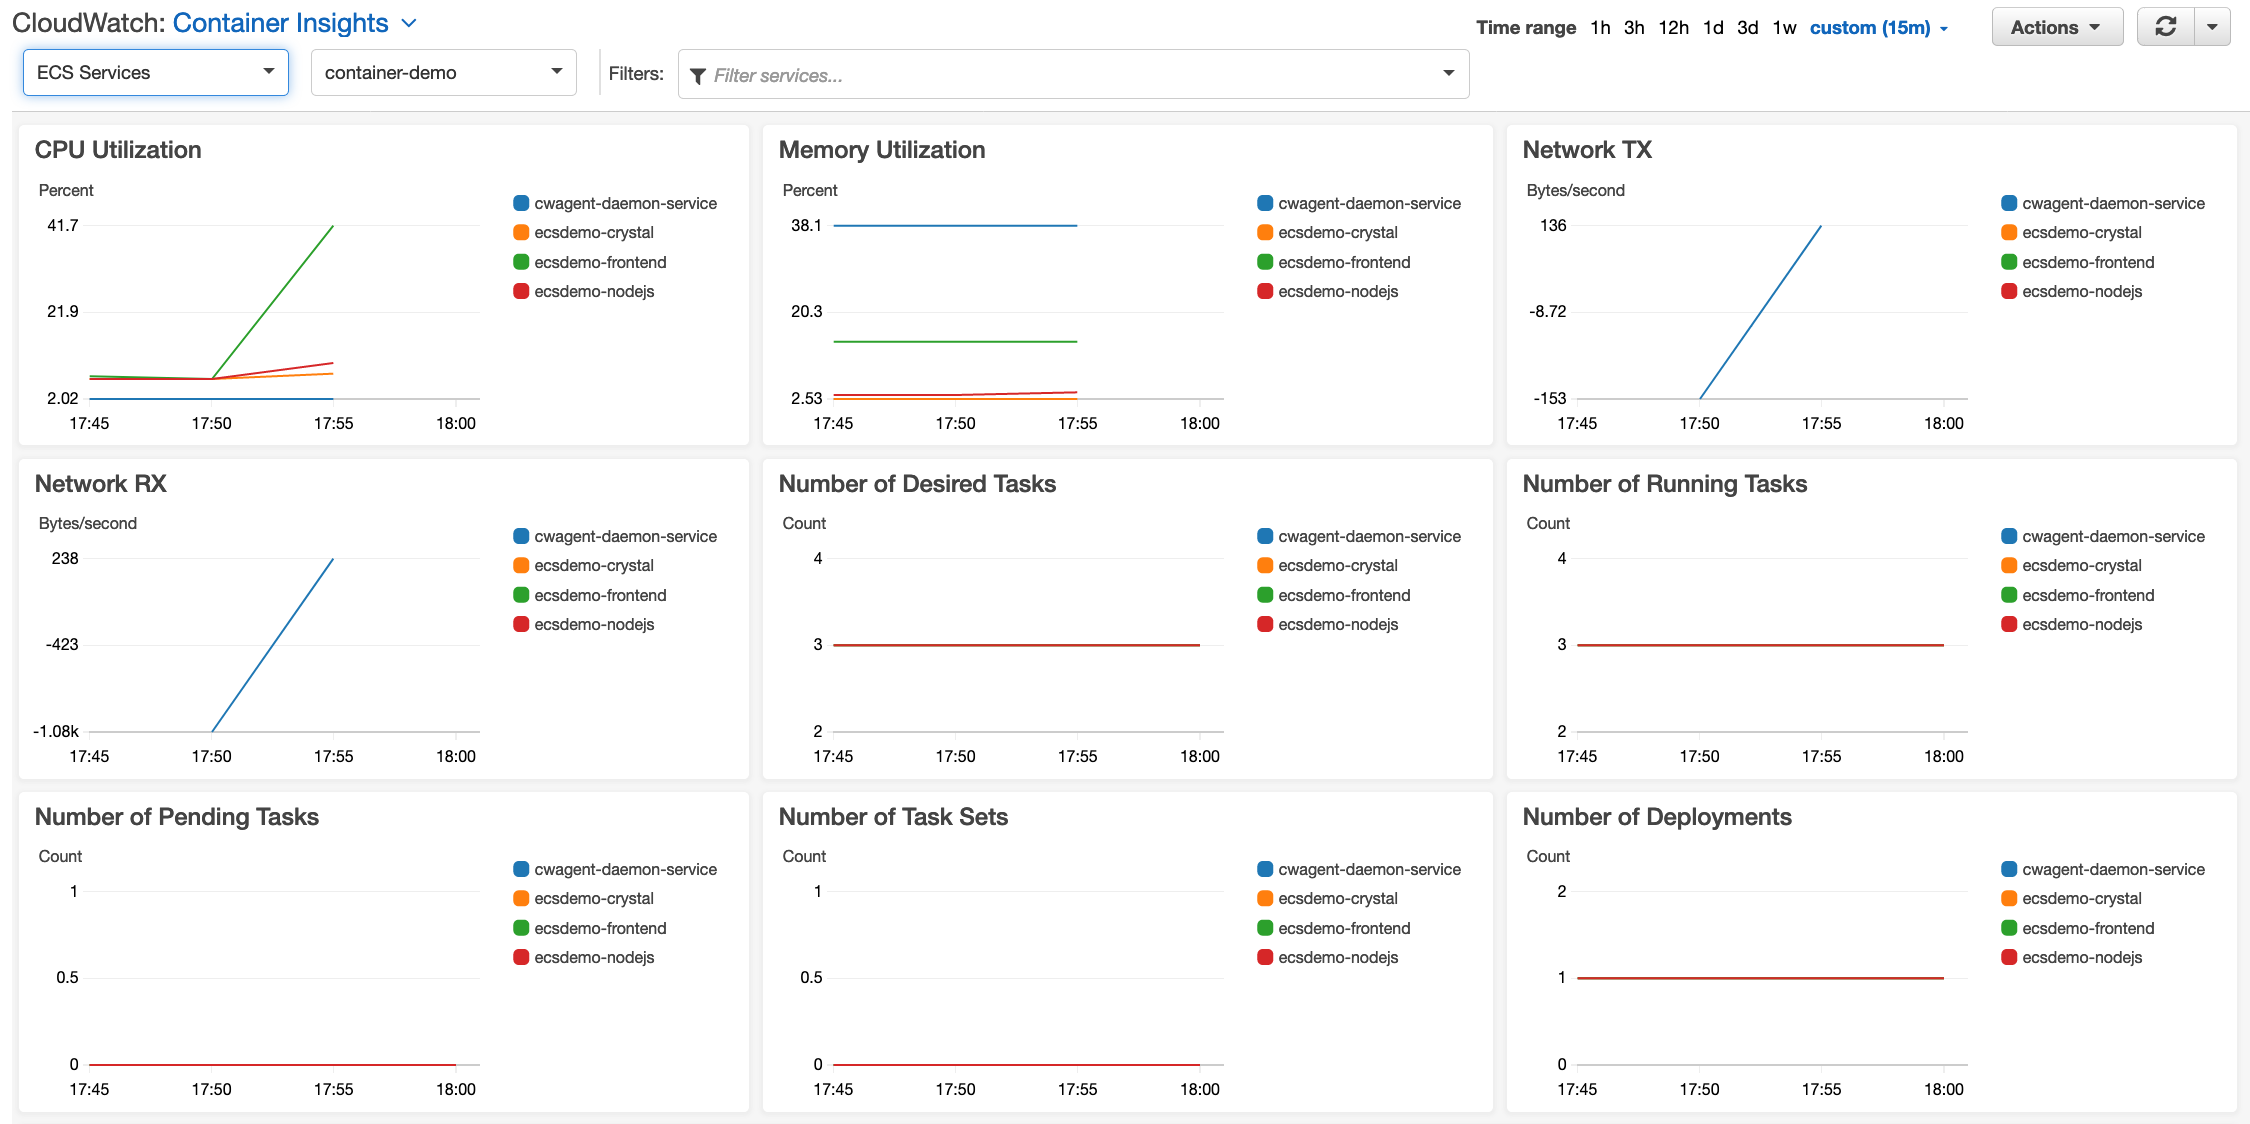 CloudWatch: Container Insights
Time range 1h 3h 12h 1d 3d 1w custom (15m)
Actions
ECS Services
container-demo
Filters:
Filter services...
CPU Utilization
Percent
41.7
21.9
2.02
17:45 17:50 17:55 18:00
cwagent-daemon-service
ecsdemo-crystal
ecsdemo-frontend
ecsdemo-nodejs
Memory Utilization
Percent
38.1
20.3
2.53
17:45 17:50 17:55 18:00
cwagent-daemon-service
ecsdemo-crystal
ecsdemo-frontend
ecsdemo-nodejs
Network TX
Bytes/second
136
-8.72
-153
17:45 17:50 17:55 18:00
cwagent-daemon-service
ecsdemo-crystal
ecsdemo-frontend
ecsdemo-nodejs
Network RX
Bytes/second
238
-423
-1.08k
17:45 17:50 17:55 18:00
cwagent-daemon-service
ecsdemo-crystal
ecsdemo-frontend
ecsdemo-nodejs
Number of Desired Tasks
Count
4
3
2
17:45 17:50 17:55 18:00
cwagent-daemon-service
ecsdemo-crystal
ecsdemo-frontend
ecsdemo-nodejs
Number of Running Tasks
Count
4
3
2
17:45 17:50 17:55 18:00
cwagent-daemon-service
ecsdemo-crystal
ecsdemo-frontend
ecsdemo-nodejs
Number of Pending Tasks
Count
1
0.5
0
17:45 17:50 17:55 18:00
cwagent-daemon-service
ecsdemo-crystal
ecsdemo-frontend
ecsdemo-nodejs
Number of Task Sets
Count
1
0.5
0
17:45 17:50 17:55 18:00
cwagent-daemon-service
ecsdemo-crystal
ecsdemo-frontend
ecsdemo-nodejs
Number of Deployments
Count
2
1
0
17:45 17:50 17:55 18:00
cwagent-daemon-service
ecsdemo-crystal
ecsdemo-frontend
ecsdemo-nodejs